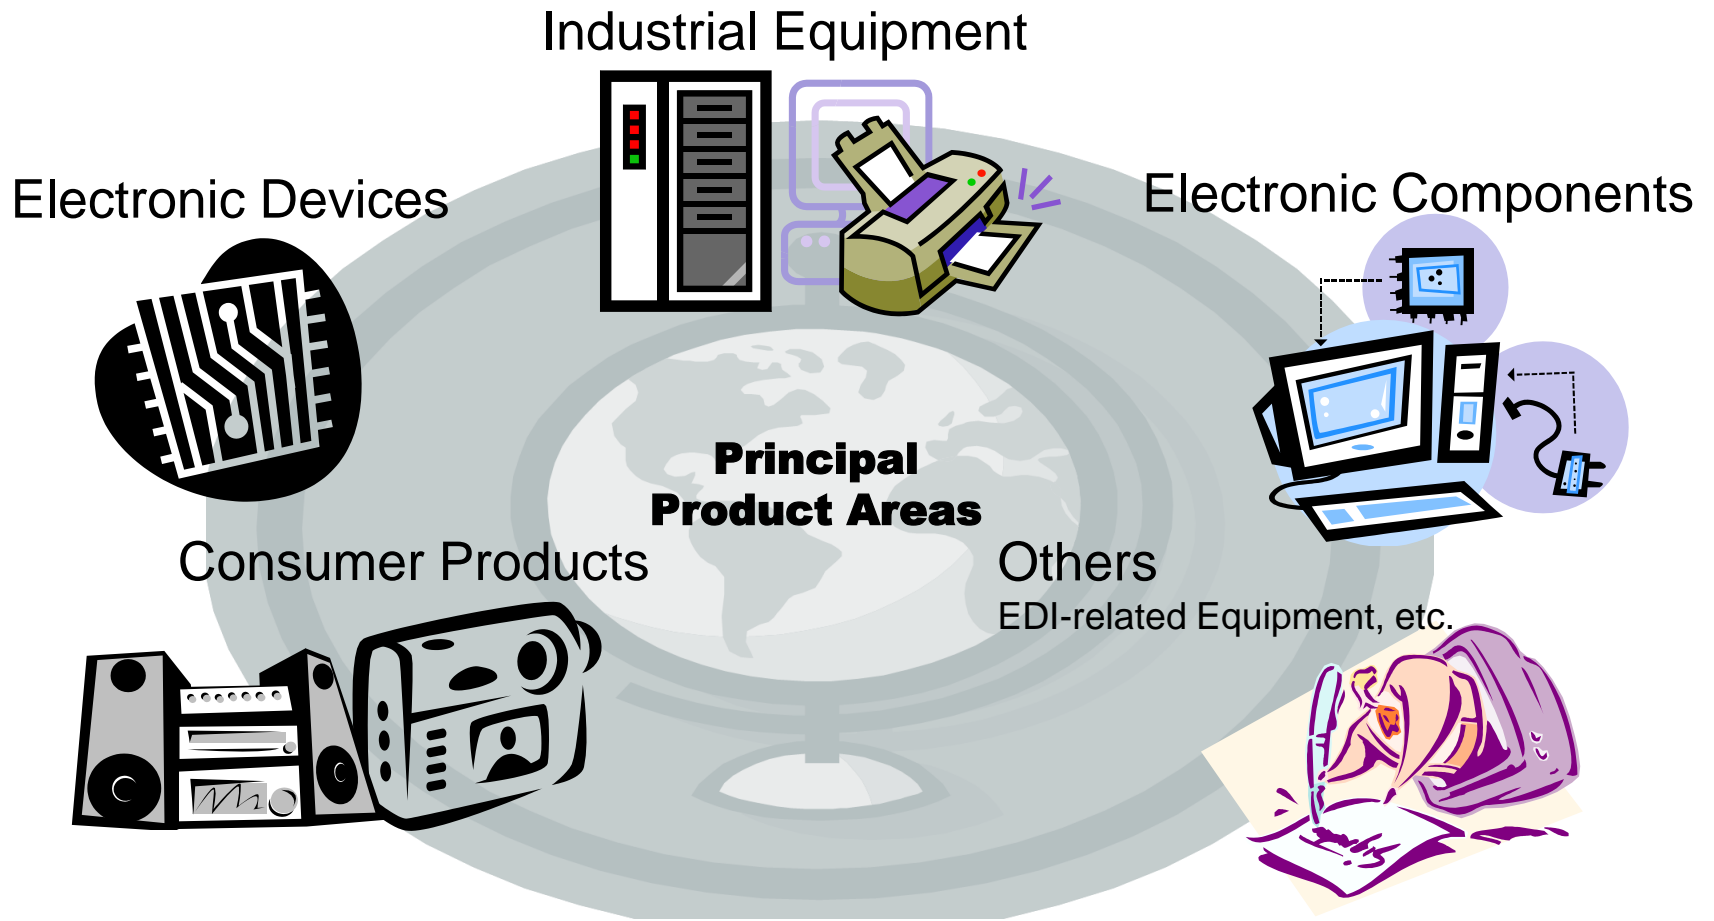 Industrial Equipment
Electronic Devices
Electronic Components
Principal
Product Areas
Consumer Products
Others
EDI-related Equipment, etc.